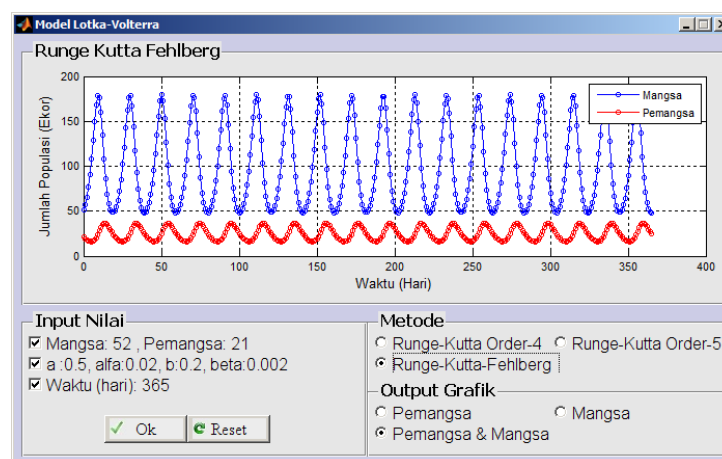 Model Lotka-Volterra
Runge Kutta Fehlberg
200
150
100
50
0
Jumlah Populasi (Ekor)
Mangsa
Pemangsa
0 50 100 150 200 250 300 350 400
Waktu (Hari)
Input Nilai
Mangsa: 52 , Pemangsa: 21
a :0.5, alfa:0.02, b:0.2, beta:0.002
Waktu (hari): 365
Ok Reset
Metode
Runge-Kutta Order-4 Runge-Kutta Order-5
Runge-Kutta-Fehlberg
Output Grafik
Pemangsa Mangsa
Pemangsa & Mangsa